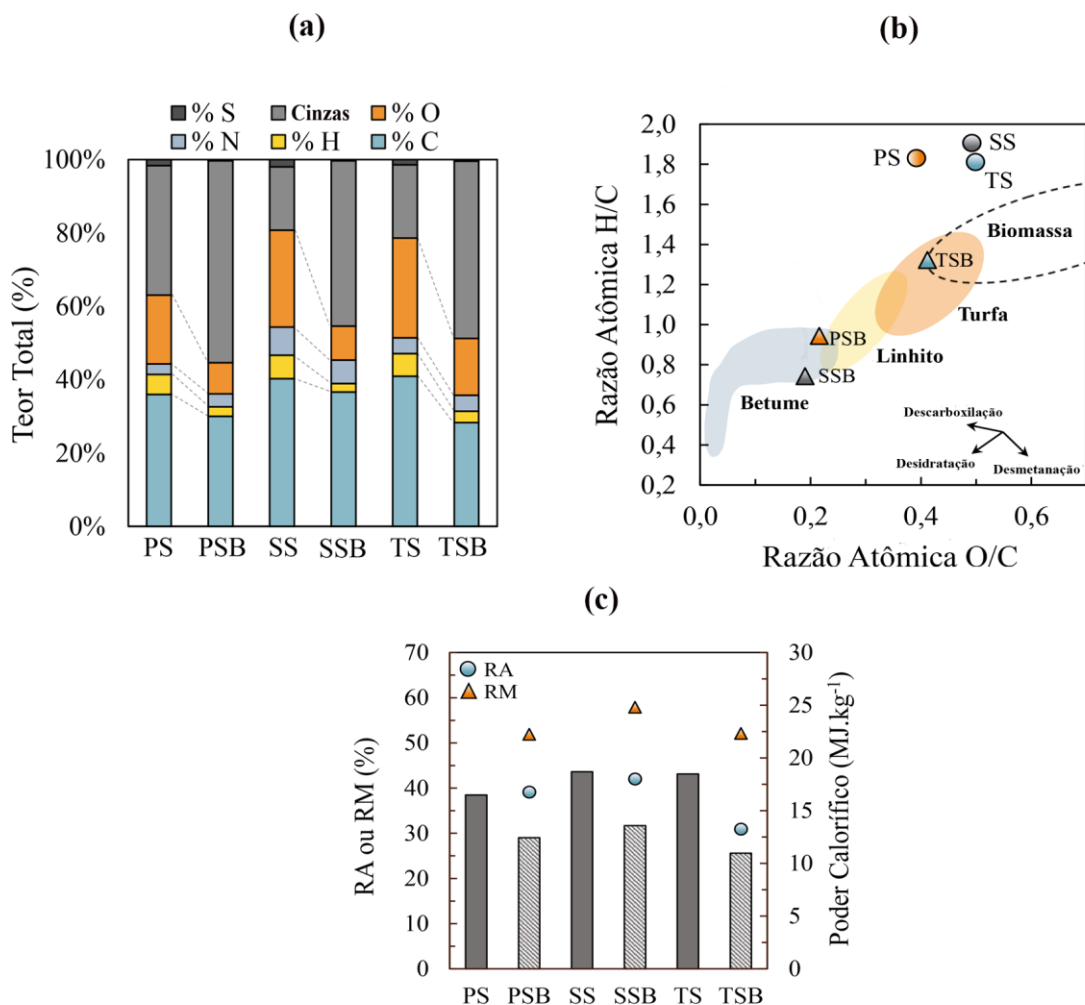 (a)
% S Cinzas % O
% N % H % C
Teor Total (%)
100%
80%
60%
40%
20%
0%
PS PSB SS SSB TS TSB
(b)
Razão Atômica H/C
2,0
1,8
1,6
1,4
1,2
1,0
0,8
0,6
0,4
0,2
PS
SS
TS
Biomassa
TSB
Turfa
PSB
Linhito
SSB
Betume
Descarboxilação
Desidratação
Desmetanação
0,0 0,2 0,4 0,6
Razão Atômica O/C
(c)
RA ou RM (%)
70
60
50
40
30
20
10
0
RA
RM
30
25
20
15
10
5
0
Poder Calorífico (MJ.kg-1)
PS PSB SS SSB TS TSB